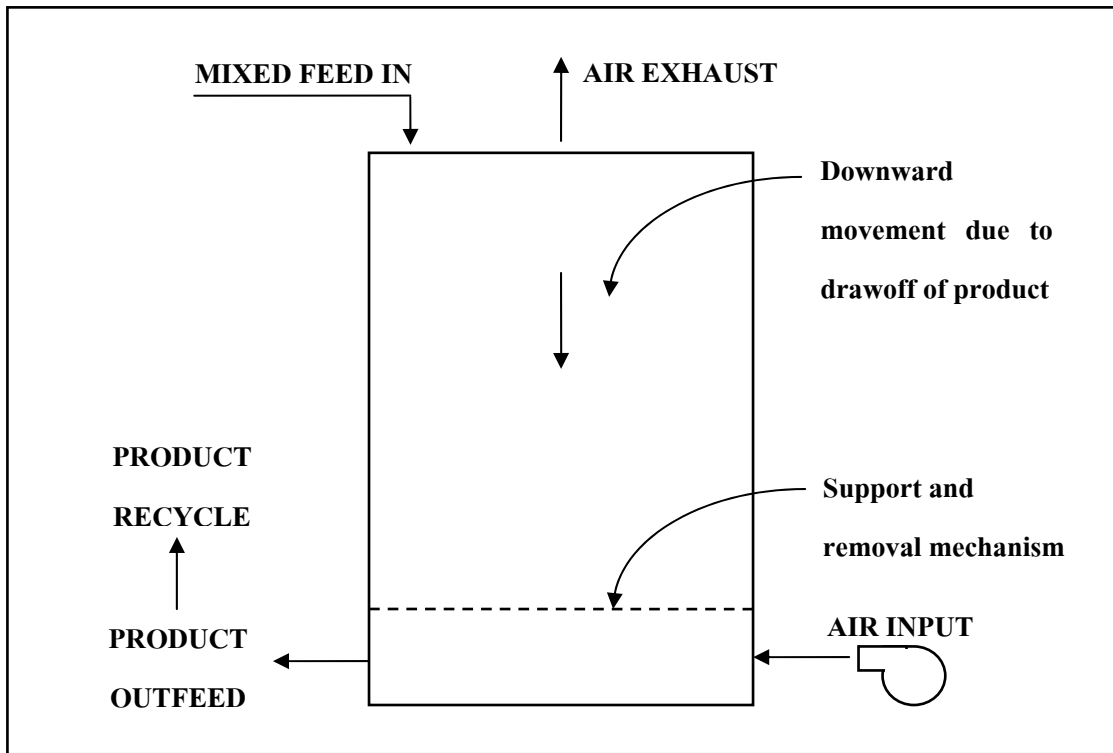 MIXED FEED IN
AIR EXHAUST
Downward
movement due to
drawoff of product
PRODUCT
RECYCLE
Support and
removal mechanism
PRODUCT
OUTFEED
AIR INPUT